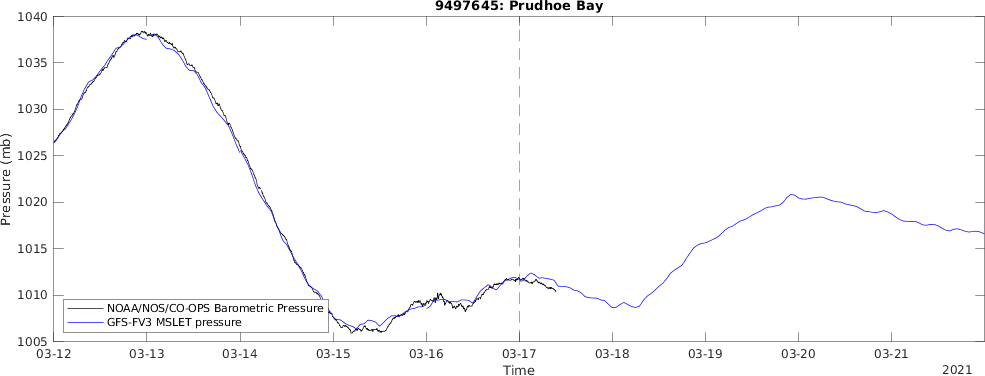 9497645: Prudhoe Bay
1040
1035
1030
1025
1020
1015
1010
1005
Pressure (mb)
NOAA/NOS/CO-OPS Barometric Pressure
GFS-FV3 MSLET pressure
03-12 03-13 03-14 03-15 03-16 03-17 03-18 03-19 03-20 03-21
Time
2021